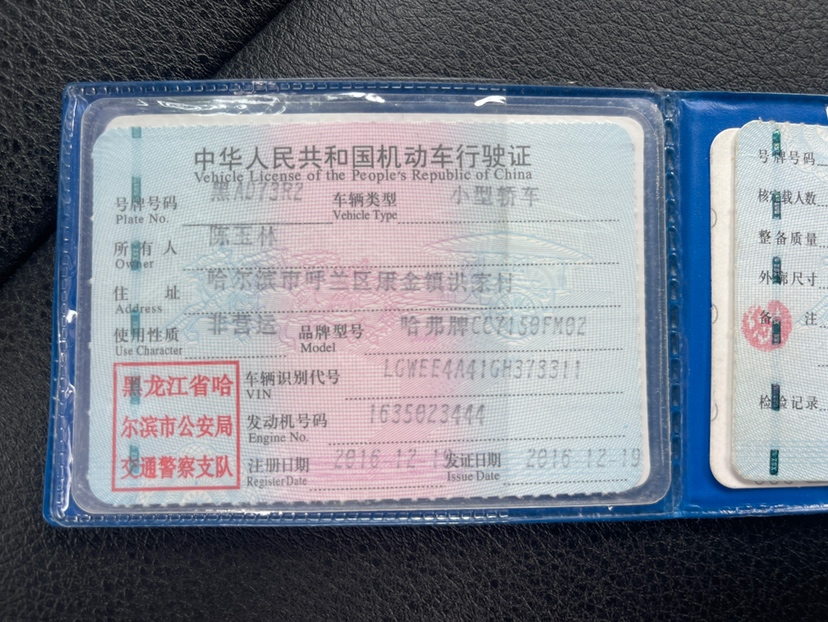 中华人民共和国机动车行驶证
Vehicle License of the People's Republic of China
号牌号码 黑A073R2 车辆类型 小型轿车
Plate No. Vehicle Type
所有人 陈玉林
Owner
住址 哈尔滨市呼兰区康金镇洪家村
Address
使用性质 非营运 品牌型号 哈弗牌CC7150FM02
Use Character Model
车辆识别代号 LGWEE4A41GH373311
VIN
发动机号码 1635023444
Engine No.
注册日期 2016-12-19 发证日期 2016-12-19
Register Date Issue Date
黑龙江省哈
尔滨市公安局
交通警察支队
号牌号码
核定载人数
整备质量
外廓尺寸
备注
检验记录